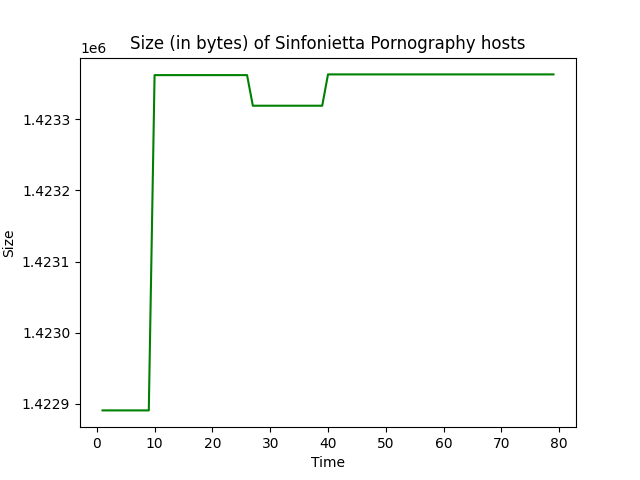 Size (in bytes) of Sinfonietta Pornography hosts
1e6
1.4233
1.4232
1.4231
1.4230
1.4229
Size
0 10 20 30 40 50 60 70 80
Time